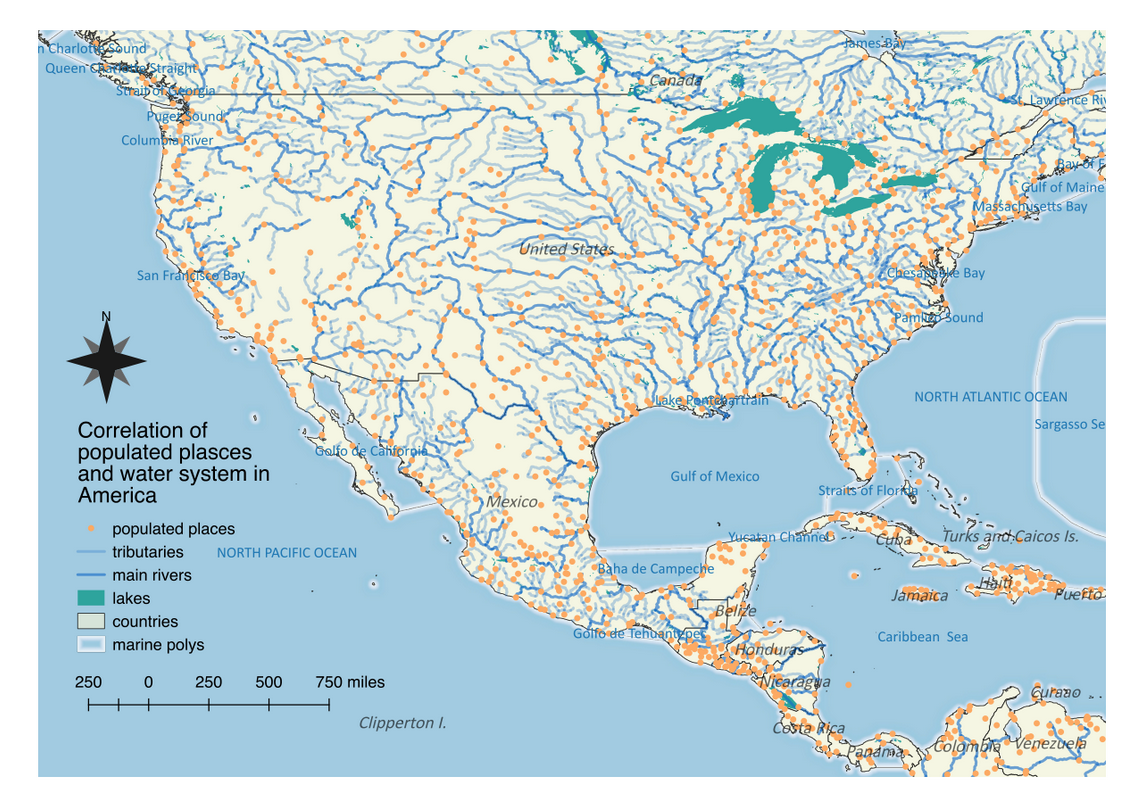 n Charlotte Sound
James Bay
Queen Charlotte Straight
Canada
Strait of Georgia
St. Lawrence Riv
Puget Sound
Columbia River
Bay of F
Gulf of Maine
Massachusetts Bay
United States
San Francisco Bay
Chesapeake Bay
N
Pamlico Sound
NORTH ATLANTIC OCEAN
Lake Pontchartrain
Sargasso Se
Correlation of
populated plasces
and water system in
America
Golfo de California
Gulf of Mexico
Straits of Florida
Mexico
populated places
tributaries
main rivers
lakes
countries
marine polys
NORTH PACIFIC OCEAN
Yucatan Channel
Cuba
Turks and Caicos Is.
Baha de Campeche
Haiti
Jamaica
Puerto
Belize
Golfo de Tehuantepec
Caribbean Sea
Honduras
Nicaragua
250 0 250 500 750 miles
Curaao
Clipperton I.
Costa Rica
Panama
Colombia
Venezuela